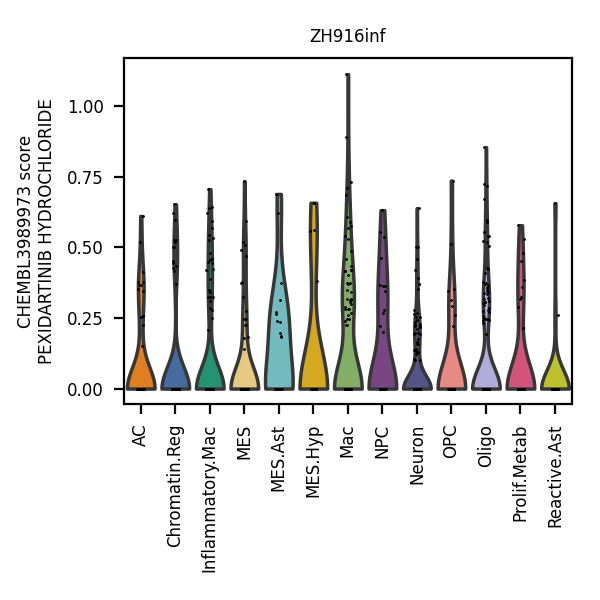 ZH916inf
CHEMBL3989973 score
PEXIDARTINIB HYDROCHLORIDE
1.00
0.75
0.50
0.25
0.00
AC
Chromatin.Reg
Inflammatory.Mac
MES
MES.Ast
MES.Hyp
Mac
NPC
Neuron
OPC
Oligo
Prolif.Metab
Reactive.Ast